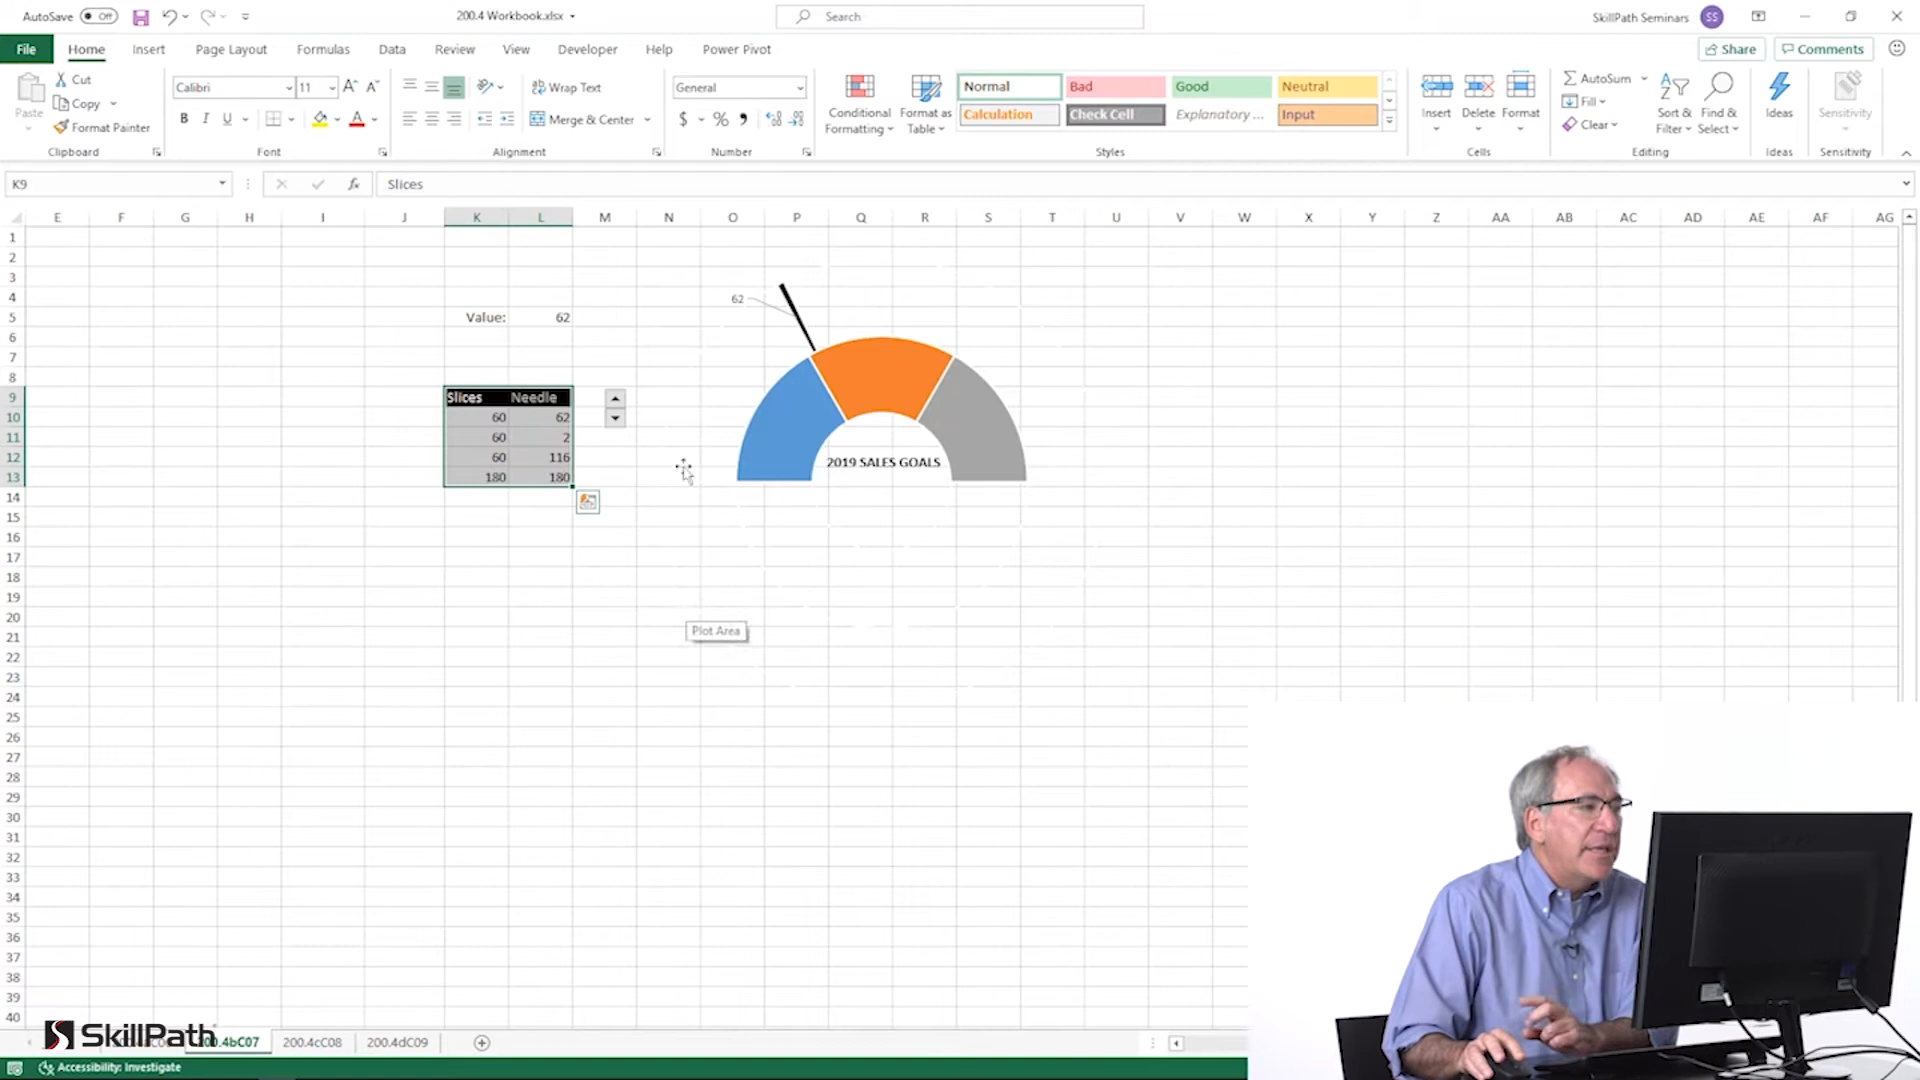 AutoSave Off
200.4 Workbook.xlsx
Search
SkillPath Seminars SS
File Home Insert Page Layout Formulas Data Review View Developer Help Power Pivot
Share Comments
Paste
Cut
Copy
Format Painter
Clipboard
Calibri 11
B I U
Font
Wrap Text
Merge & Center
Alignment
General
$ % ,
Number
Conditional Formatting
Format as Table
Normal Bad Good Neutral
Calculation Check Cell Explanatory ... Input
Styles
Insert Delete Format
Cells
AutoSum
Fill
Clear
Sort & Filter
Find & Select
Editing
Ideas
Ideas
Sensitivity
Sensitivity
K9 fx Slices
E F G H I J K L M N O P Q R S T U V W X Y Z AA AB AC AD AE AF AG
1
2
3
4
62
5 Value: 62
6
7
8
9 Slices Needle
10 60 62
11 60 2
12 60 116
2019 SALES GOALS
13 180 180
14
15
16
17
18
19
20
21
Plot Area
22
23
24
25
26
27
28
29
30
31
32
33
34
35
36
37
38
39
40
SkillPath
200.4bC07 200.4cC08 200.4dC09
Accessibility: Investigate